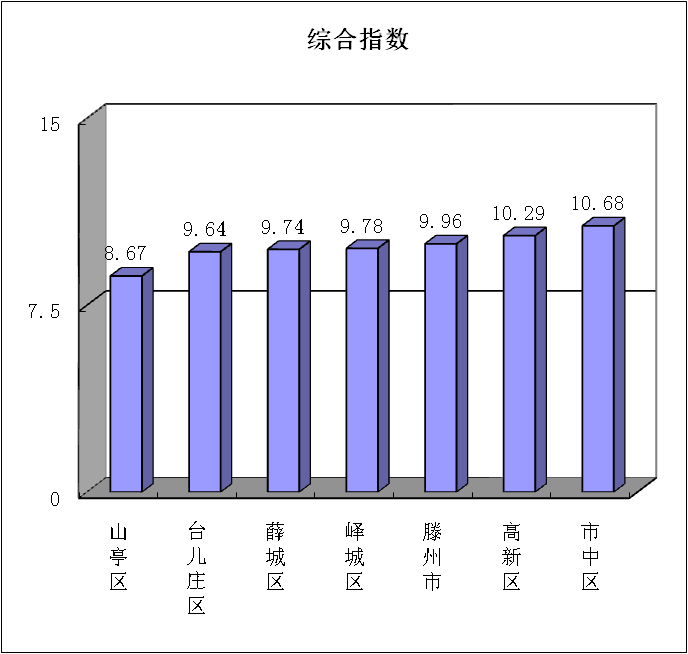 综合指数
15
7.5
0
8.67
9.64
9.74
9.78
9.96
10.29
10.68
山亭区
台儿庄区
薛城区
峄城区
滕州市
高新区
市中区